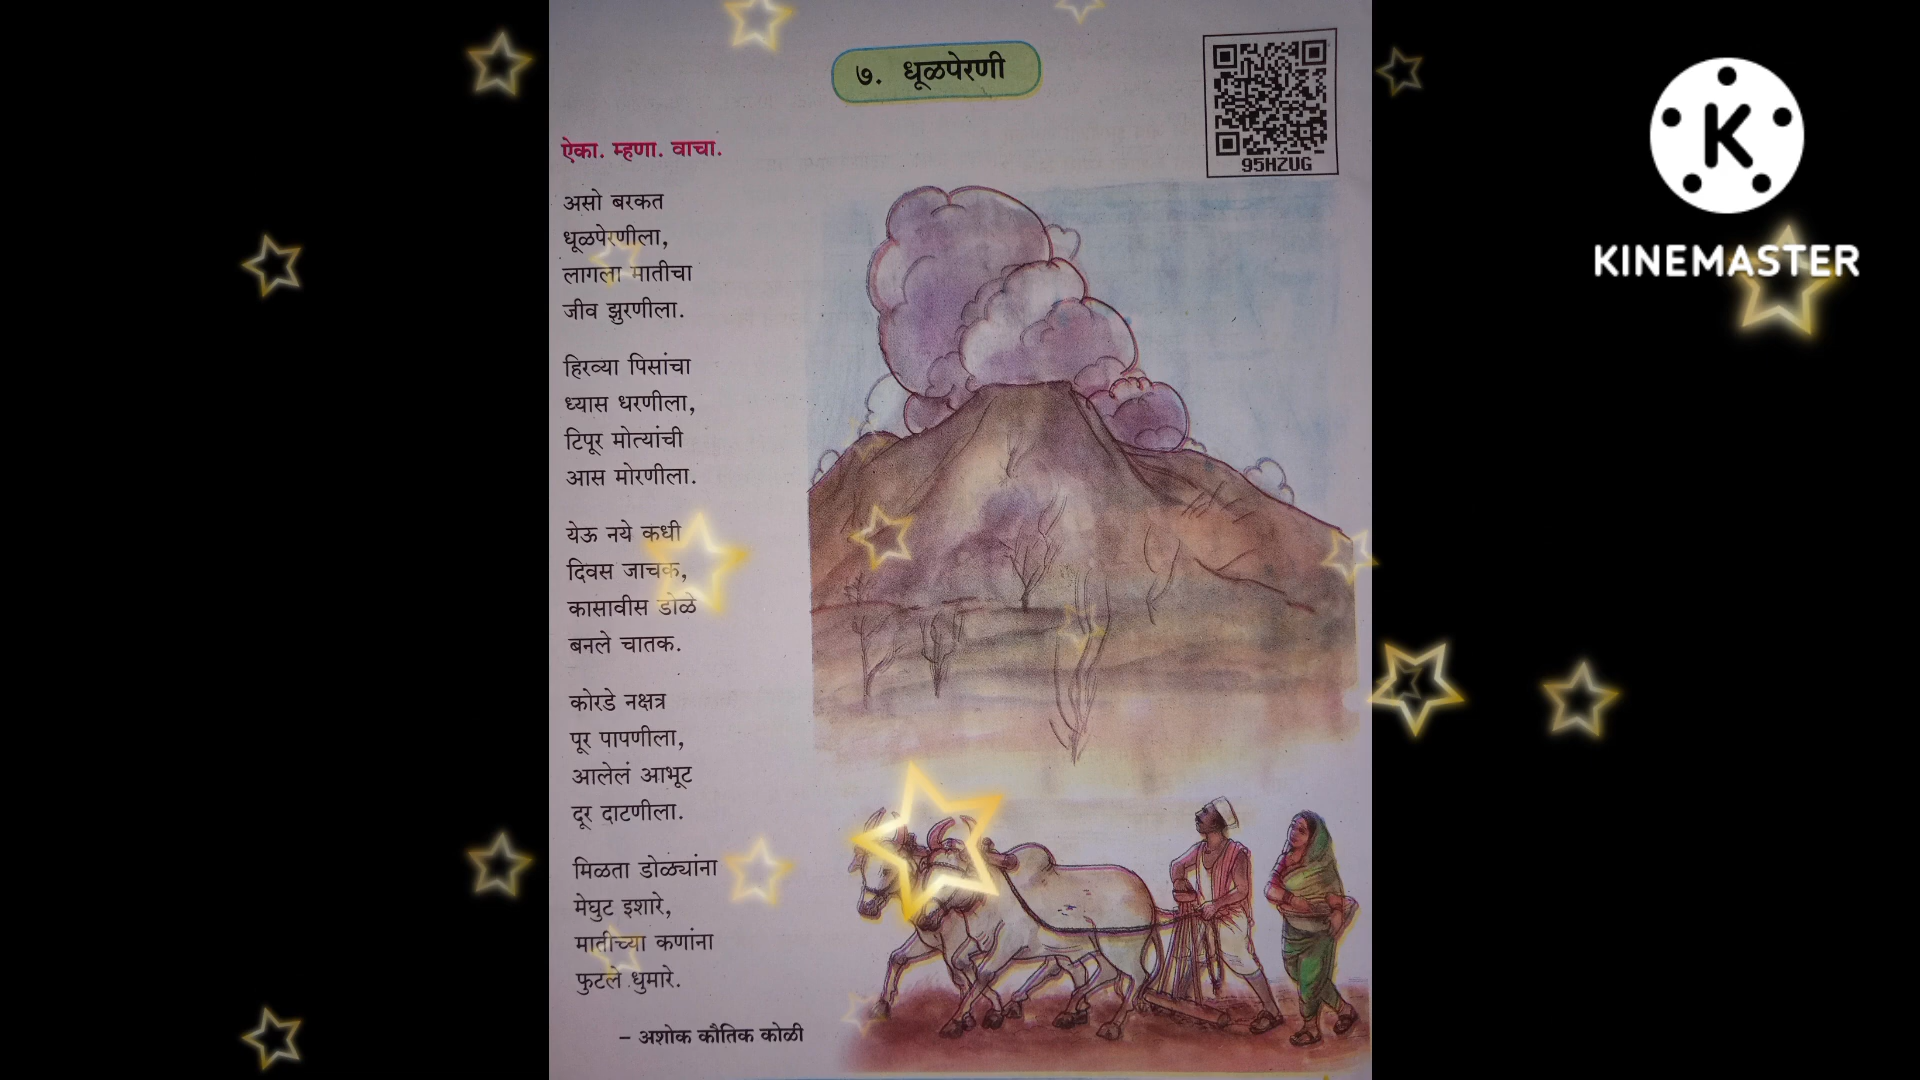 ७. धूळपेरणी
95HZUG
ऐका. म्हणा. वाचा.
असो बरकत
धूळपेरणीला,
लागला मातीचा
जीव झुरणीला.
हिरव्या पिसांचा
ध्यास धरणीला,
टिपूर मोत्यांची
आस मोरणीला.
येऊ नये कधी
दिवस जाचक,
कासावीस डोळे
बनले चातक.
कोरडे नक्षत्र
पूर पापणीला,
आलेलं आभूट
दूर दाटणीला.
मिळता डोळ्यांना
मेघुट इशारे,
मातीच्या कणांना
फुटले धुमारे.
– अशोक कौतिक कोळी
K
KINEMASTER